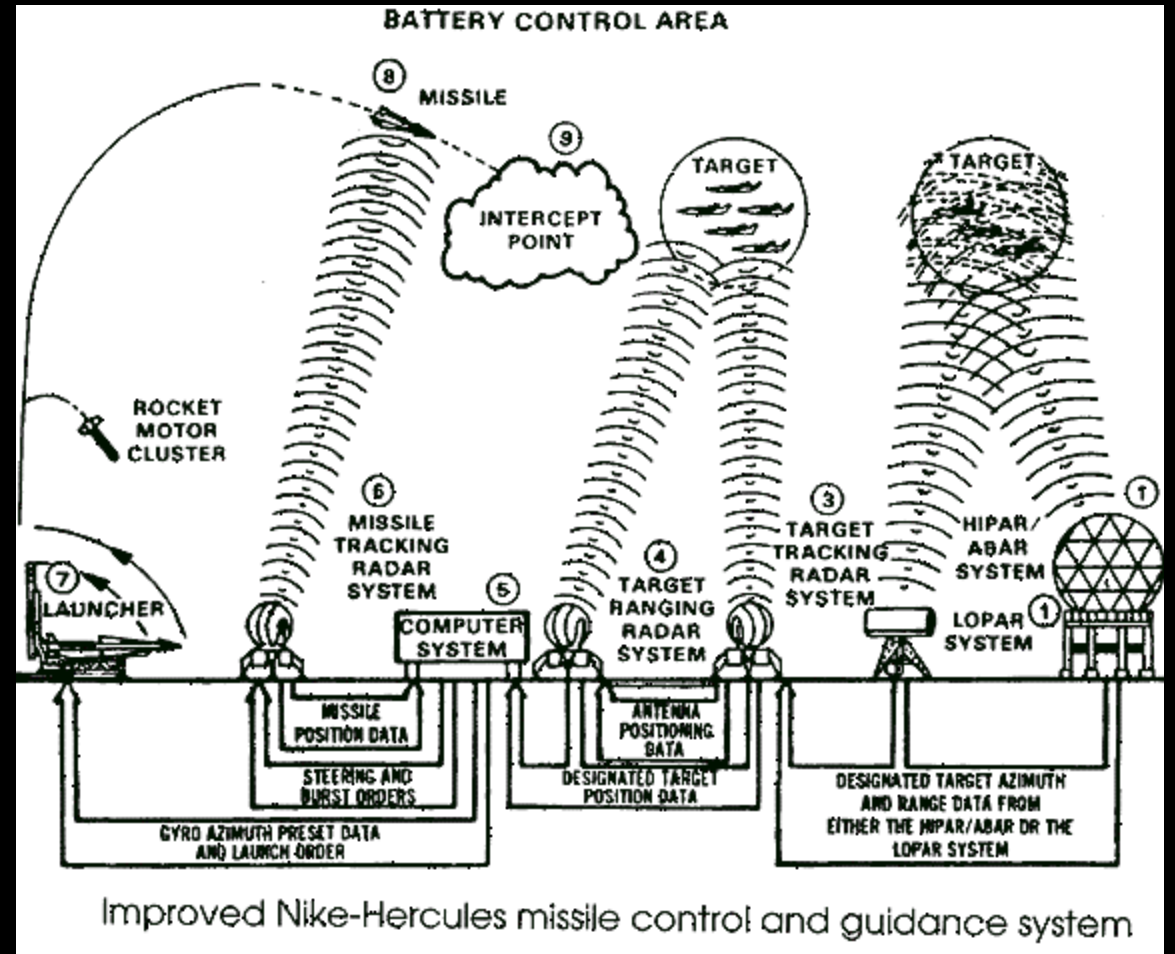 BATTERY CONTROL AREA
8
MISSILE
9
INTERCEPT
POINT
TARGET
TARGET
ROCKET
MOTOR
CLUSTER
6
MISSILE
TRACKING
RADAR
SYSTEM
7
LAUNCHER
5
COMPUTER
SYSTEM
4
TARGET
RANGING
RADAR
SYSTEM
3
TARGET
TRACKING
RADAR
SYSTEM
HIPAR/
ABAR
SYSTEM
1
LOPAR
SYSTEM
1
MISSILE
POSITION DATA
STEERING AND
BURST ORDERS
GYRO AZIMUTH PRESET DATA
AND LAUNCH ORDER
ANTENNA
POSITIONING
DATA
DESIGNATED TARGET
POSITION DATA
DESIGNATED TARGET AZIMUTH
AND RANGE DATA FROM
EITHER THE HIPAR/ABAR OR THE
LOPAR SYSTEM
Improved Nike-Hercules missile control and guidance system